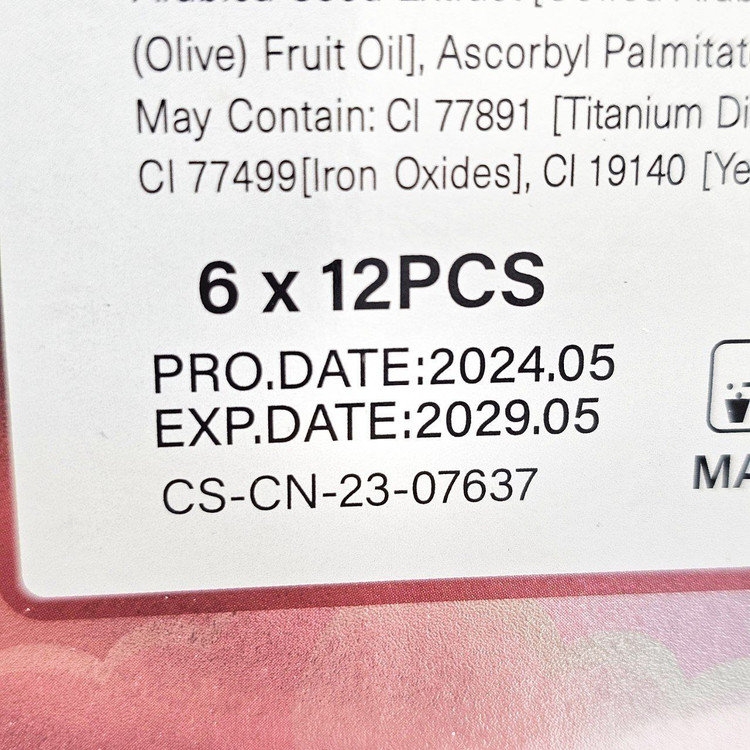 (Olive) Fruit Oil], Ascorbyl Palmitat
May Contain: CI 77891 [Titanium Di
CI 77499[Iron Oxides], CI 19140 [Ye
6 x 12PCS
PRO.DATE:2024.05
EXP.DATE:2029.05
CS-CN-23-07637
MA